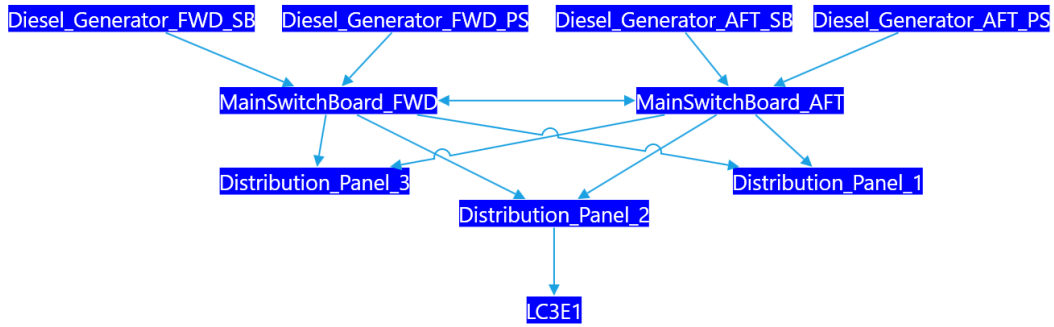 Diesel_Generator_FWD_SB
Diesel_Generator_FWD_PS
Diesel_Generator_AFT_SB
Diesel_Generator_AFT_PS
MainSwitchBoard_FWD
MainSwitchBoard_AFT
Distribution_Panel_3
Distribution_Panel_1
Distribution_Panel_2
LC3E1